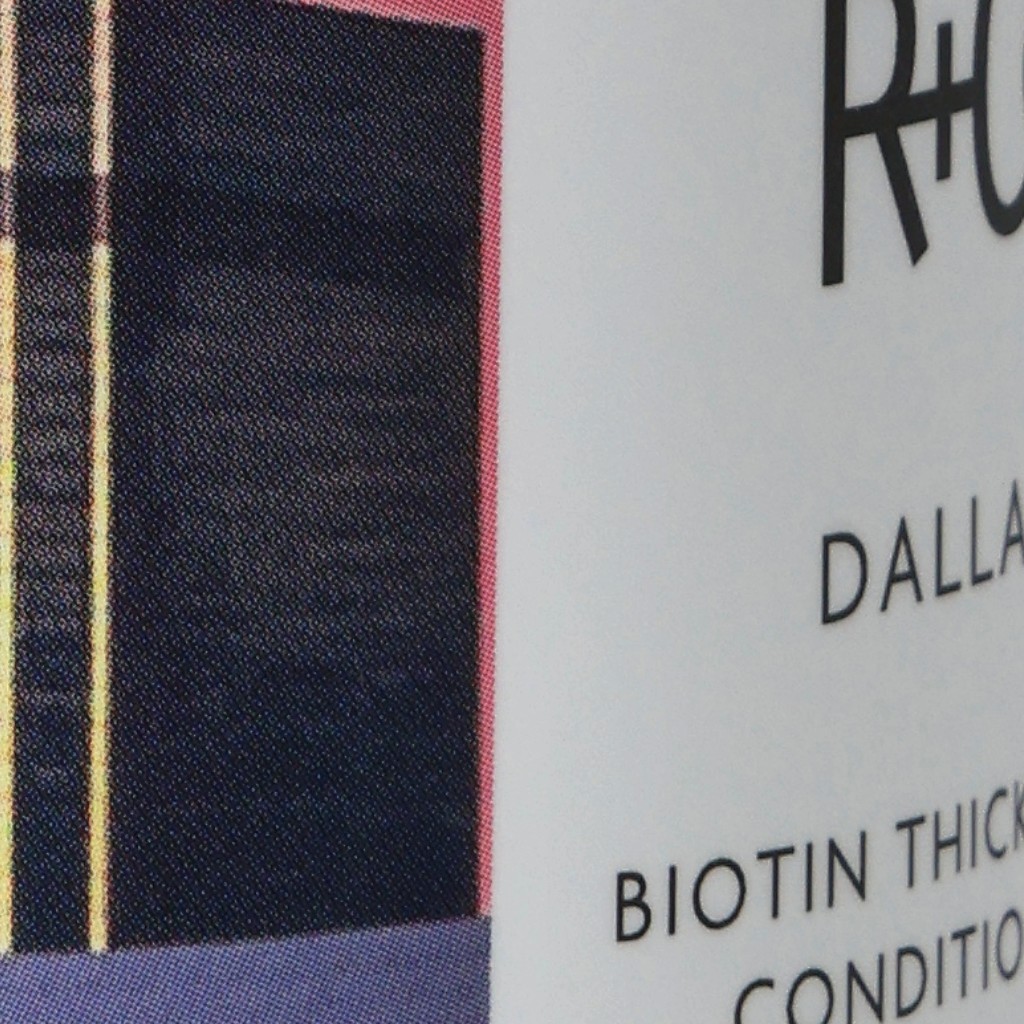 R+C
DALLA
BIOTIN THICK
CONDITIO